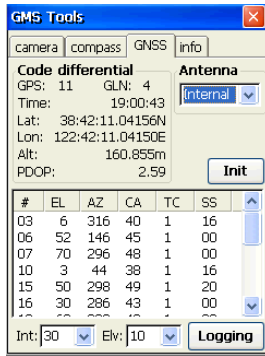 GMS Tools
camera compass GNSS info
Code differential
GPS: 11 GLN: 4
Time: 19:00:43
Lat: 38:42:11.04156N
Lon: 122:42:11.04150E
Alt: 160.855m
PDOP: 2.59
Antenna
Internal
Init
# EL AZ CA TC SS
03 6 316 40 1 16
06 52 146 45 1 00
07 70 296 48 1 00
10 3 44 38 1 16
15 50 298 49 1 20
16 30 286 43 1 00
Int: 30 Elv: 10 Logging